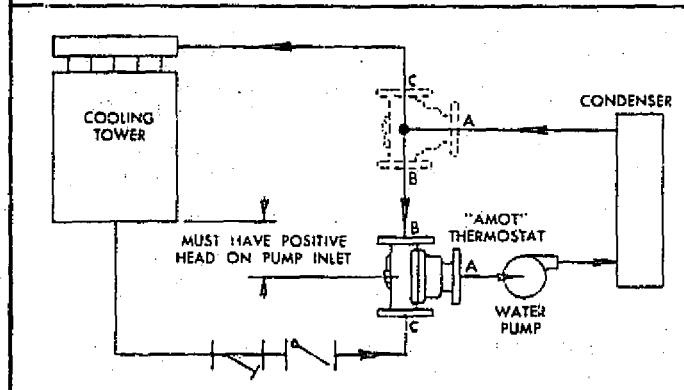 COOLING
TOWER
C
A
B
CONDENSER
MUST HAVE POSITIVE
HEAD ON PUMP INLET
B
"AMOT"
THERMOSTAT
A
C
WATER
PUMP